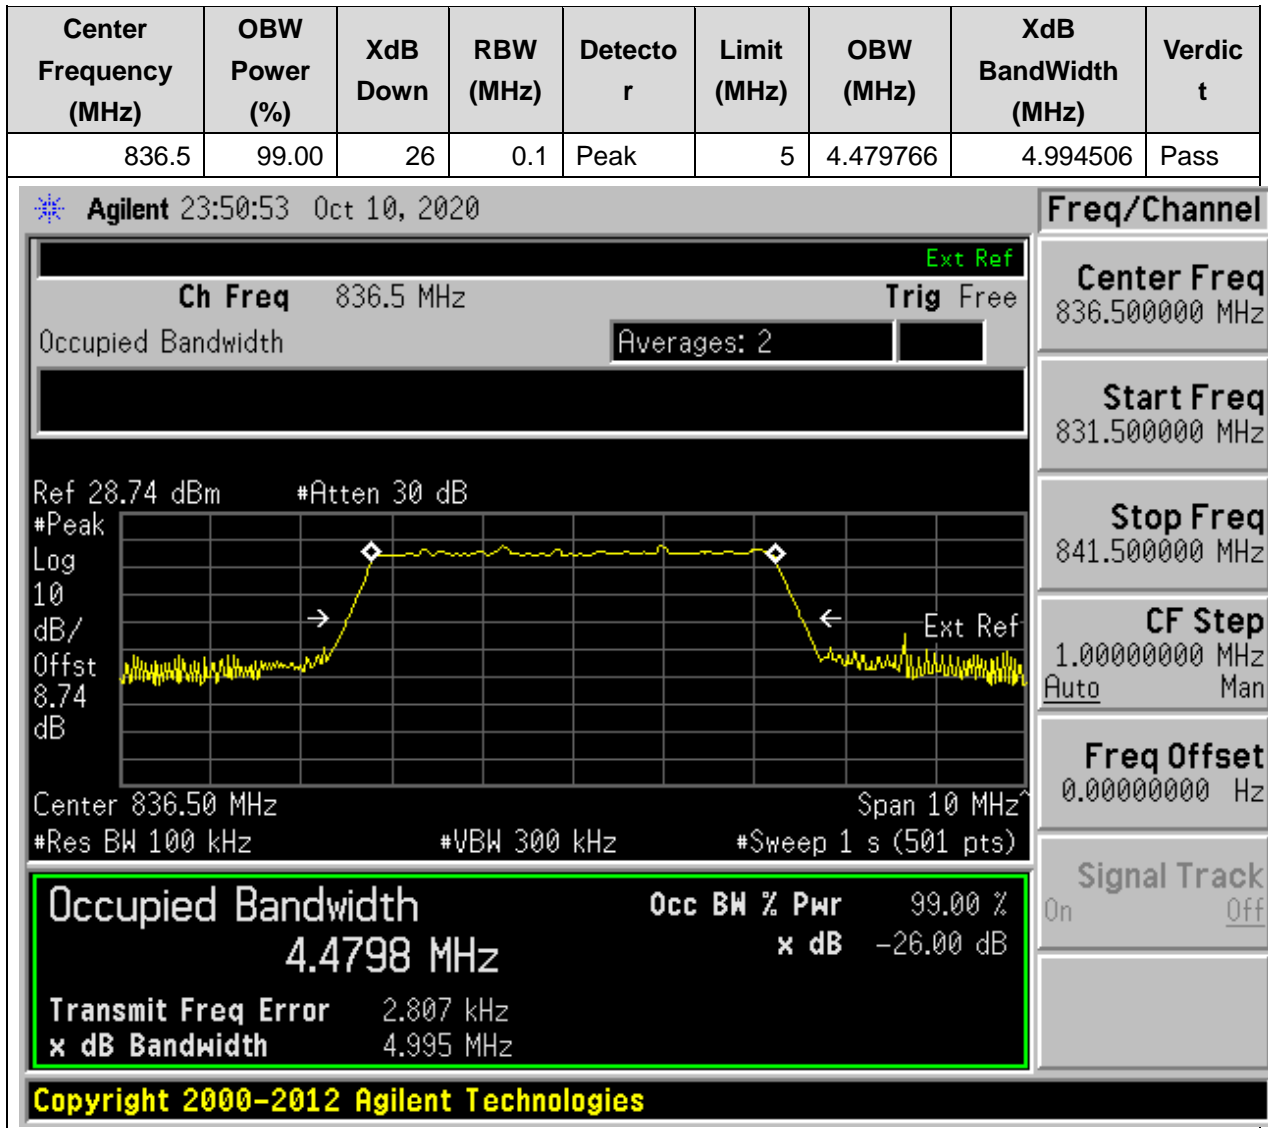 Center Frequency (MHz) OBW Power (%) XdB Down RBW (MHz) Detecto r Limit (MHz) OBW (MHz) XdB BandWidth (MHz) Verdic t
836.5 99.00 26 0.1 Peak 5 4.479766 4.994506 Pass
Agilent 23:50:53 Oct 10, 2020
Freq/Channel
Ext Ref
Ch Freq 836.5 MHz Trig Free
Occupied Bandwidth Averages: 2
Center Freq
836.500000 MHz
Start Freq
831.500000 MHz
Stop Freq
841.500000 MHz
CF Step
1.00000000 MHz
Auto Man
Freq Offset
0.00000000 Hz
Signal Track
On Off
Ref 28.74 dBm #Atten 30 dB
#Peak
Log
10
dB/
Offst
8.74
dB
Ext Ref
Center 836.50 MHz Span 10 MHz^
#Res BW 100 kHz #VBW 300 kHz #Sweep 1 s (501 pts)
Occupied Bandwidth
4.4798 MHz
Occ BW % Pwr 99.00 %
x dB -26.00 dB
Transmit Freq Error 2.807 kHz
x dB Bandwidth 4.995 MHz
Copyright 2000-2012 Agilent Technologies